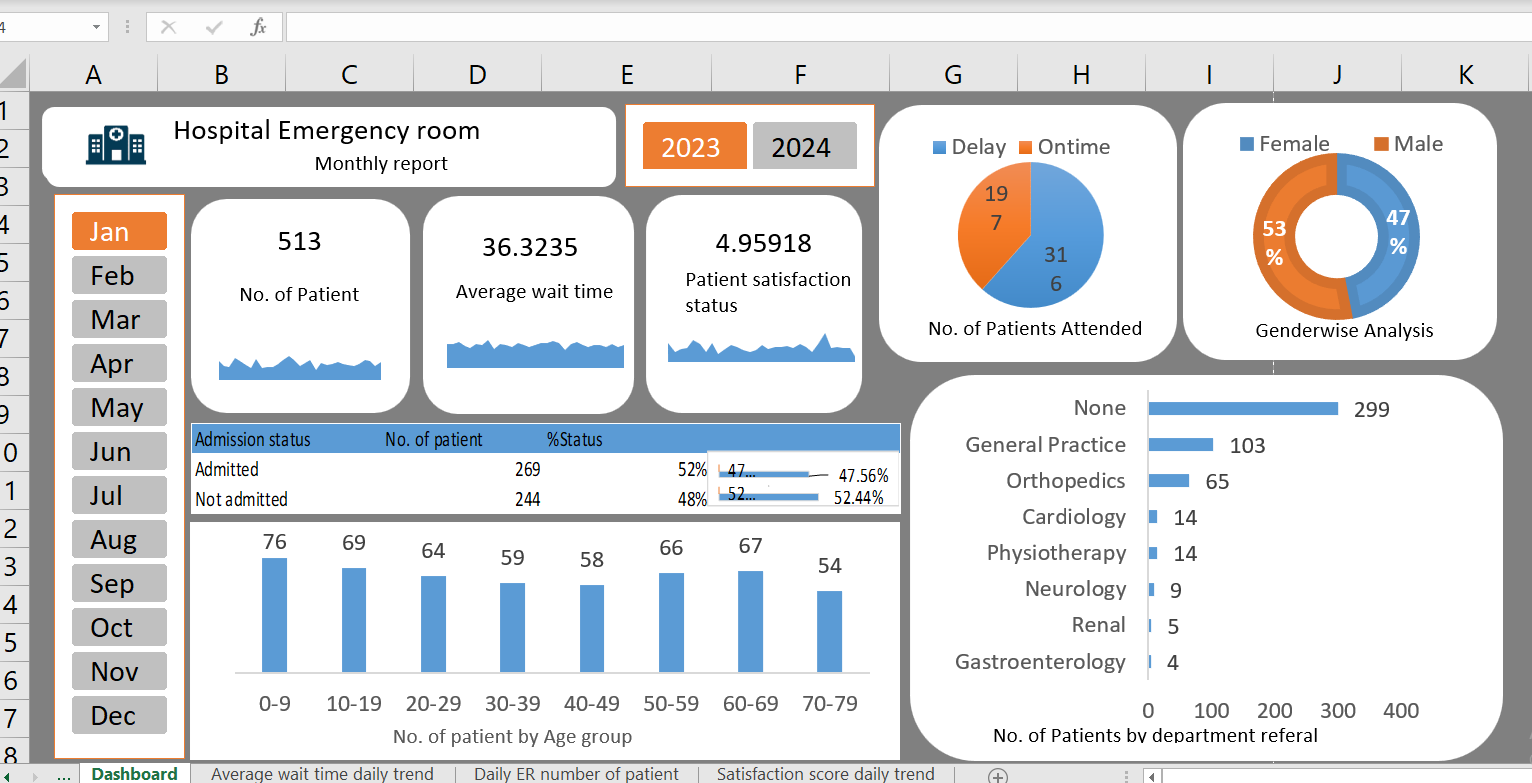 4
fx
A B C D E F G H I J K
1
2
3
4
5
6
7
8
9
0
1
2
3
4
5
6
7
8
Hospital Emergency room
Monthly report
2023 2024
Jan
Feb
Mar
Apr
May
Jun
Jul
Aug
Sep
Oct
Nov
Dec
513
No. of Patient
36.3235
Average wait time
4.95918
Patient satisfaction
status
Delay Ontime
19
7
31
6
No. of Patients Attended
Female Male
53
%
47
%
Genderwise Analysis
Admission status No. of patient %Status
Admitted 269 52% 47... 47.56%
Not admitted 244 48% 52... 52.44%
76 69 64 59 58 66 67 54
0-9 10-19 20-29 30-39 40-49 50-59 60-69 70-79
No. of patient by Age group
None 299
General Practice 103
Orthopedics 65
Cardiology 14
Physiotherapy 14
Neurology 9
Renal 5
Gastroenterology 4
0 100 200 300 400
No. of Patients by department referal
... Dashboard Average wait time daily trend Daily ER number of patient Satisfaction score daily trend